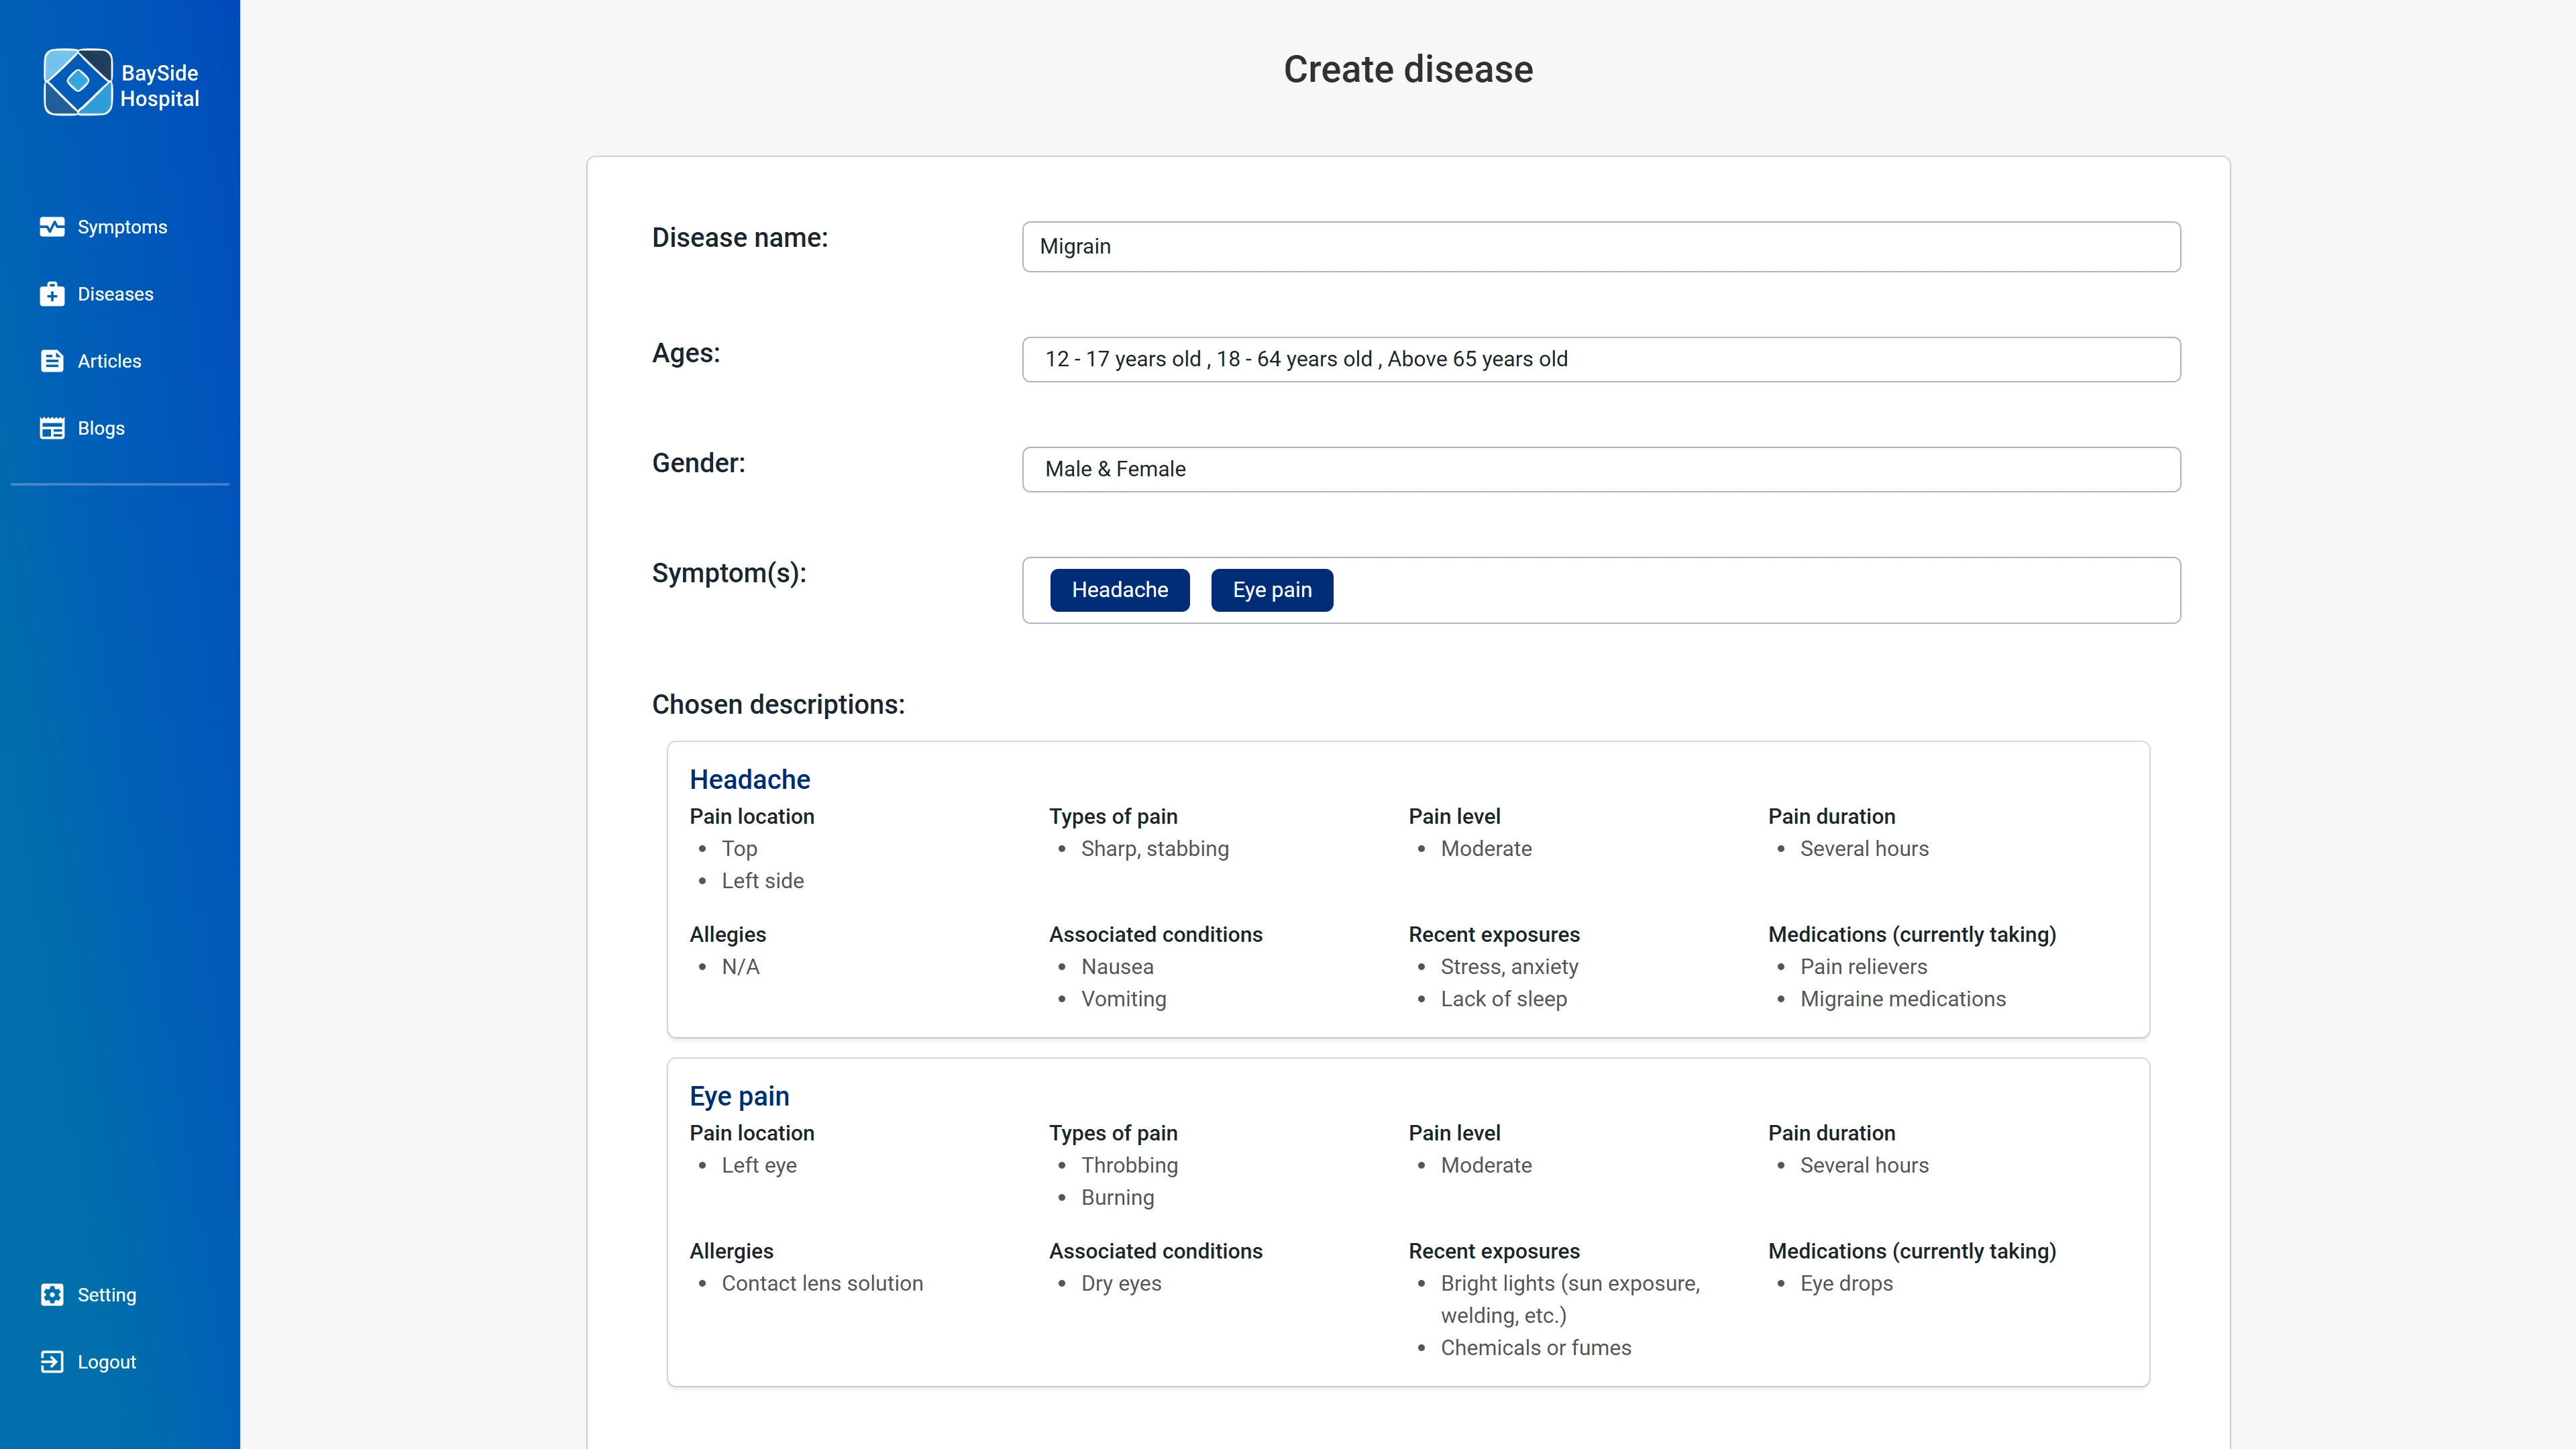 BaySide
Hospital
Symptoms
Diseases
Articles
Blogs
Setting
Logout
Create disease
Disease name:
Migrain
Ages:
12 - 17 years old , 18 - 64 years old , Above 65 years old
Gender:
Male & Female
Symptom(s):
Headache Eye pain
Chosen descriptions:
Headache
Pain location Types of pain Pain level Pain duration
• Top • Sharp, stabbing • Moderate • Several hours
• Left side
Allegies Associated conditions Recent exposures Medications (currently taking)
• N/A • Nausea • Stress, anxiety • Pain relievers
• Vomiting • Lack of sleep • Migraine medications
Eye pain
Pain location Types of pain Pain level Pain duration
• Left eye • Throbbing • Moderate • Several hours
• Burning
Allergies Associated conditions Recent exposures Medications (currently taking)
• Contact lens solution • Dry eyes • Bright lights (sun exposure, • Eye drops
welding, etc.)
• Chemicals or fumes